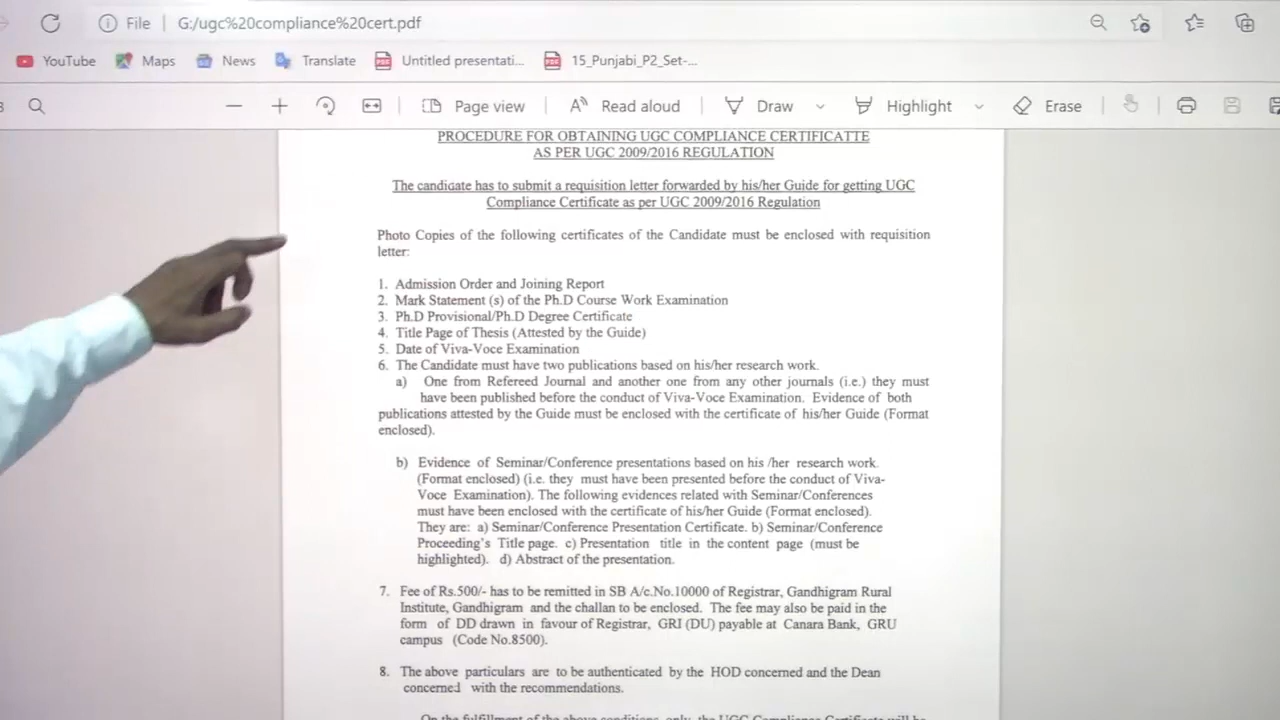 File | G:/ugc%20compliance%20cert.pdf
YouTube Maps News Translate Untitled presentati... 15_Punjabi_P2_Set-...
Page view Read aloud Draw Highlight Erase
PROCEDURE FOR OBTAINING UGC COMPLIANCE CERTIFICATTE
AS PER UGC 2009/2016 REGULATION
The candidate has to submit a requisition letter forwarded by his/her Guide for getting UGC
Compliance Certificate as per UGC 2009/2016 Regulation
Photo Copies of the following certificates of the Candidate must be enclosed with requisition
letter:
1. Admission Order and Joining Report
2. Mark Statement (s) of the Ph.D Course Work Examination
3. Ph.D Provisional/Ph.D Degree Certificate
4. Title Page of Thesis (Attested by the Guide)
5. Date of Viva-Voce Examination
6. The Candidate must have two publications based on his/her research work.
a) One from Refereed Journal and another one from any other journals (i.e.) they must
have been published before the conduct of Viva-Voce Examination. Evidence of both
publications attested by the Guide must be enclosed with the certificate of his/her Guide (Format
enclosed).
b) Evidence of Seminar/Conference presentations based on his /her research work.
(Format enclosed) (i.e. they must have been presented before the conduct of Viva-
Voce Examination). The following evidences related with Seminar/Conferences
must have been enclosed with the certificate of his/her Guide (Format enclosed).
They are: a) Seminar/Conference Presentation Certificate. b) Seminar/Conference
Proceeding's Title page. c) Presentation title in the content page (must be
highlighted). d) Abstract of the presentation.
7. Fee of Rs.500/- has to be remitted in SB A/c.No.10000 of Registrar, Gandhigram Rural
Institute, Gandhigram and the challan to be enclosed. The fee may also be paid in the
form of DD drawn in favour of Registrar, GRI (DU) payable at Canara Bank, GRU
campus (Code No.8500).
8. The above particulars are to be authenticated by the HOD concerned and the Dean
concerned with the recommendations.
On the fulfillment of the above conditions only, the UGC Compliance Certificate will be